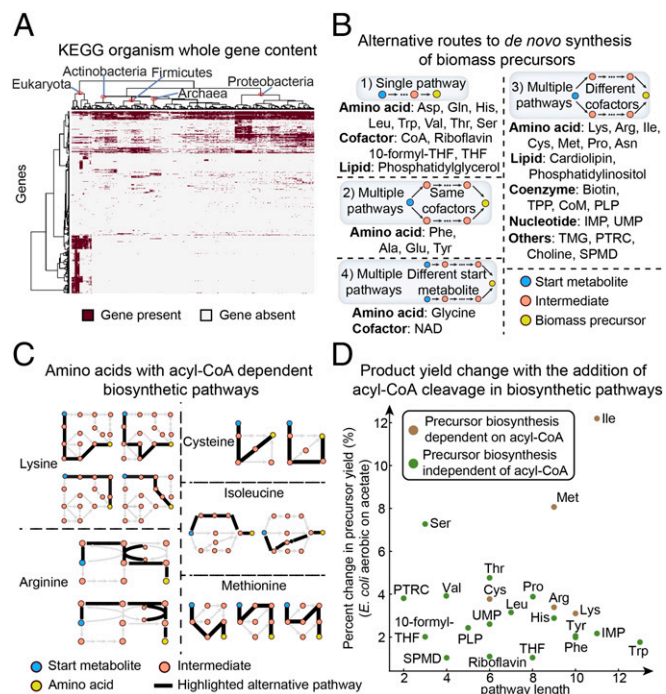 A
KEGG organism whole gene content
Actinobacteria
Firmicutes
Eukaryota
Archaea
Proteobacteria
Genes
Gene present
Gene absent
B
Alternative routes to de novo synthesis
of biomass precursors
1) Single pathway
Amino acid: Asp, Gln, His,
Leu, Trp, Val, Thr, Ser
Cofactor: CoA, Riboflavin
10-formyl-THF, THF
Lipid: Phosphatidylglycerol
2) Multiple
pathways
Same
cofactors
Amino acid: Phe,
Ala, Glu, Tyr
4) Multiple
pathways
Different start
metabolite
Amino acid: Glycine
Cofactor: NAD
3) Multiple
pathways
Different
cofactors
Amino acid: Lys, Arg, Ile,
Cys, Met, Pro, Asn
Lipid: Cardiolipin,
Phosphatidylinositol
Coenzyme: Biotin,
TPP, CoM, PLP
Nucleotide: IMP, UMP
Others: TMG, PTRC,
Choline, SPMD
Start metabolite
Intermediate
Biomass precursor
C
Amino acids with acyl-CoA dependent
biosynthetic pathways
Lysine
Arginine
Cysteine
Isoleucine
Methionine
Start metabolite
Intermediate
Amino acid
Highlighted alternative pathway
D
Product yield change with the addition of
acyl-CoA cleavage in biosynthetic pathways
Precursor biosynthesis
dependent on acyl-CoA
Precursor biosynthesis
independent of acyl-CoA
Percent change in precursor yield (%)
(E. coli aerobic on acetate)
12
10
8
6
4
2
0
Ile
Met
Ser
Thr
PTRC
Val
Cys
Pro
Leu
Arg
Lys
UMP
His
10-formyl-
THF
PLP
Tyr
IMP
Phe
Trp
SPMD
Riboflavin
THF
2
4
6
8
10
12
pathway length